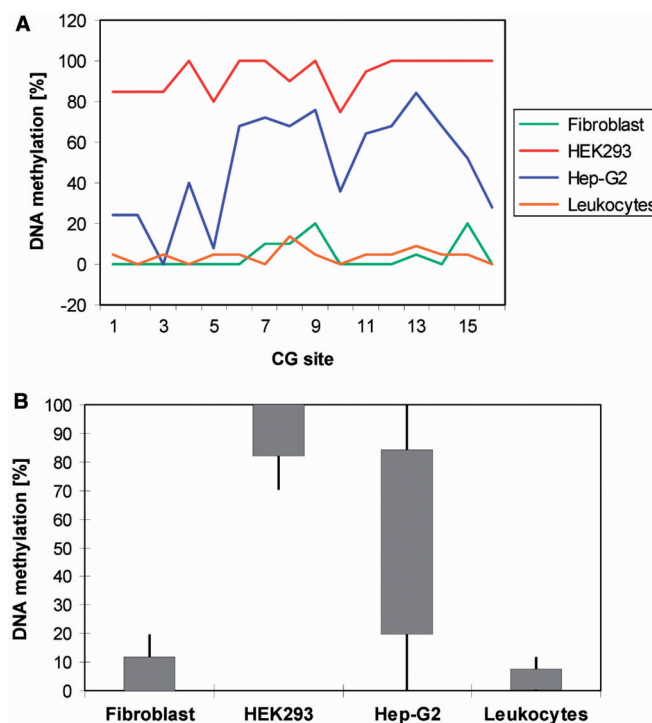 A
DNA methylation [%]
120
100
80
60
40
20
0
-20
1 3 5 7 9 11 13 15
CG site
Fibroblast
HEK293
Hep-G2
Leukocytes
B
DNA methylation [%]
100
90
80
70
60
50
40
30
20
10
0
Fibroblast HEK293 Hep-G2 Leukocytes